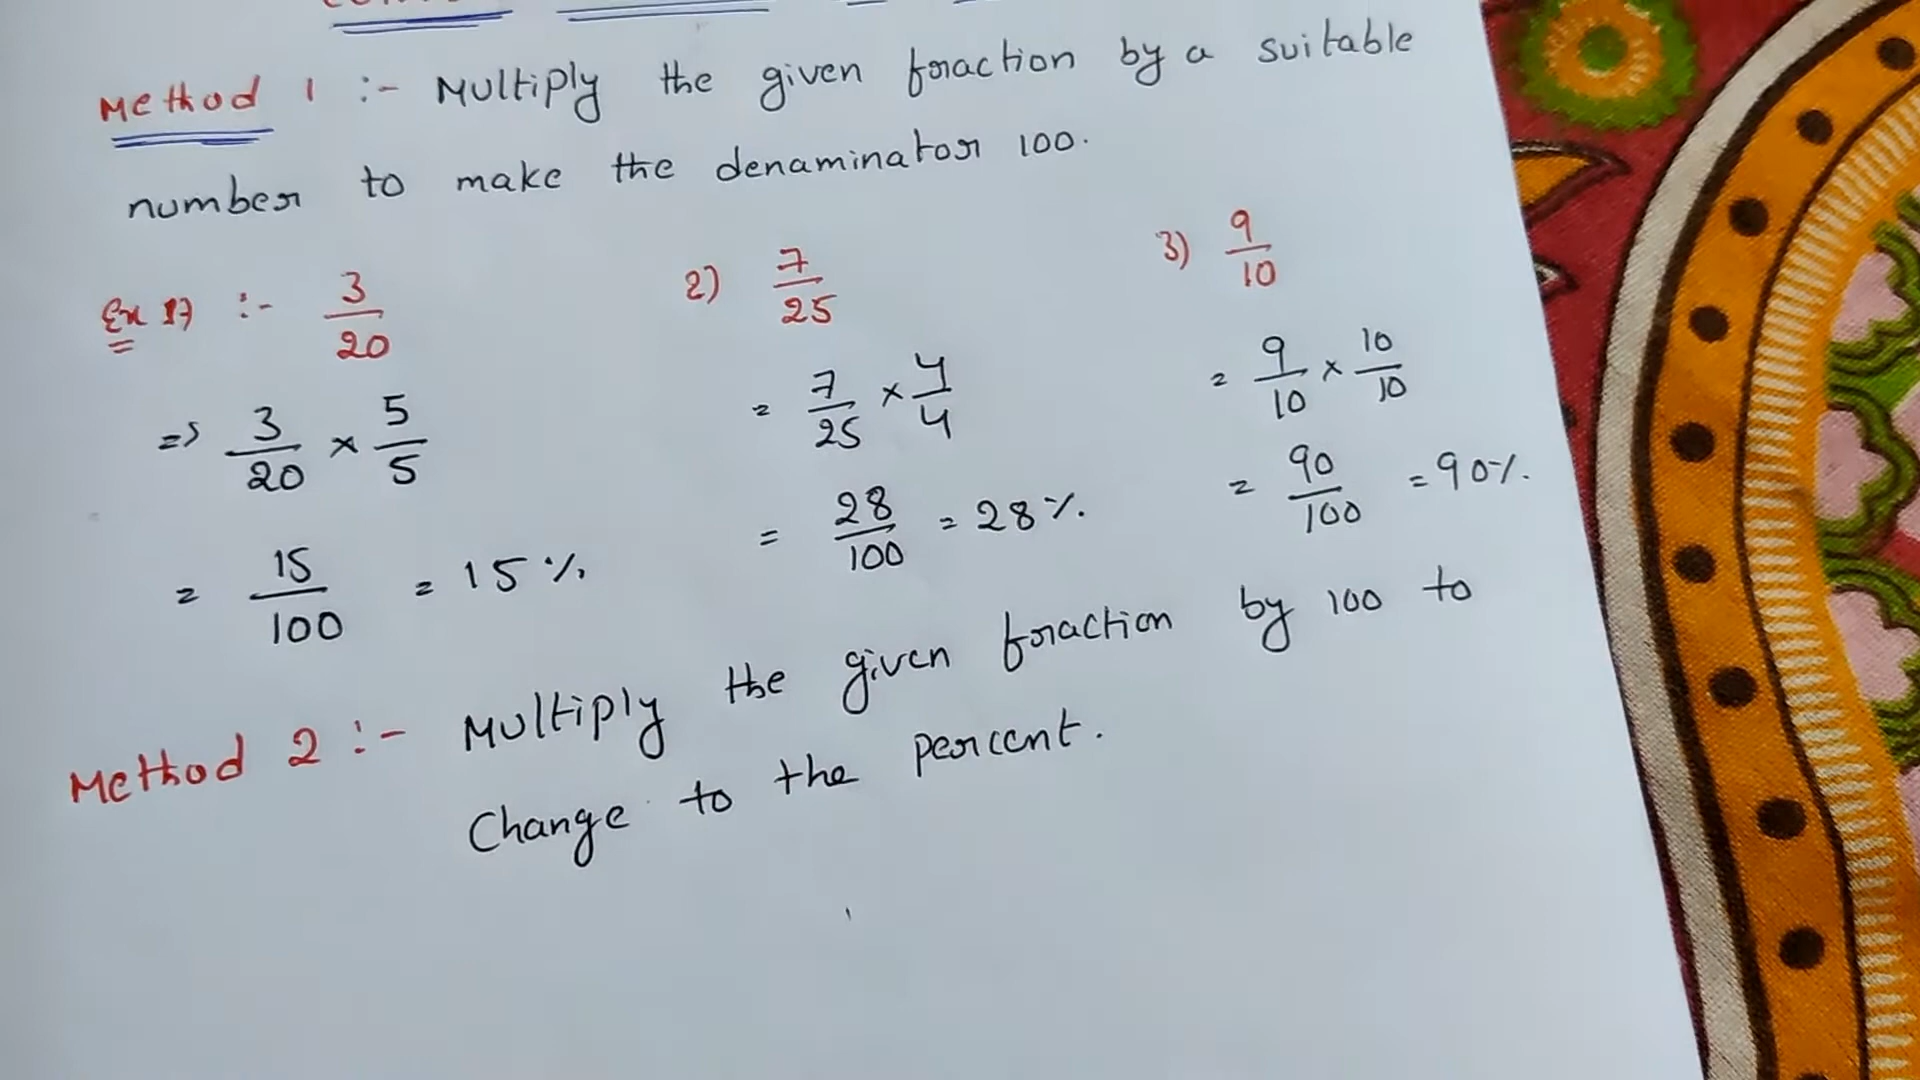 Method 1 :- Multiply the given fraction by a suitable
number to make the denaminator 100.
Ex 1) :- 3/20
=> 3/20 × 5/5
= 15/100 = 15%
2) 7/25
= 7/25 × 4/4
= 28/100 = 28%
3) 9/10
= 9/10 × 10/10
= 90/100 = 90%
Method 2 :- Multiply the given fraction by 100 to
Change to the percent.